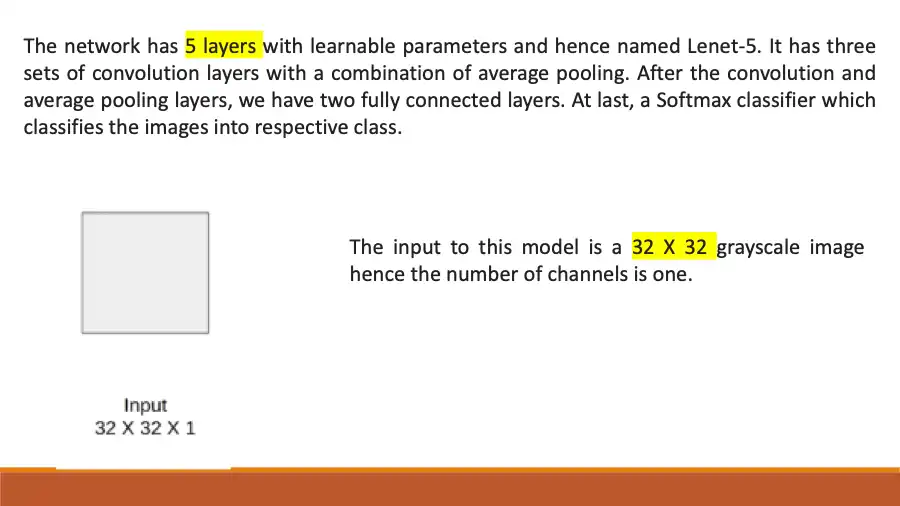 The network has 5 layers with learnable parameters and hence named Lenet-5. It has three
sets of convolution layers with a combination of average pooling. After the convolution and
average pooling layers, we have two fully connected layers. At last, a Softmax classifier which
classifies the images into respective class.
The input to this model is a 32 X 32 grayscale image
hence the number of channels is one.
Input
32 X 32 X 1